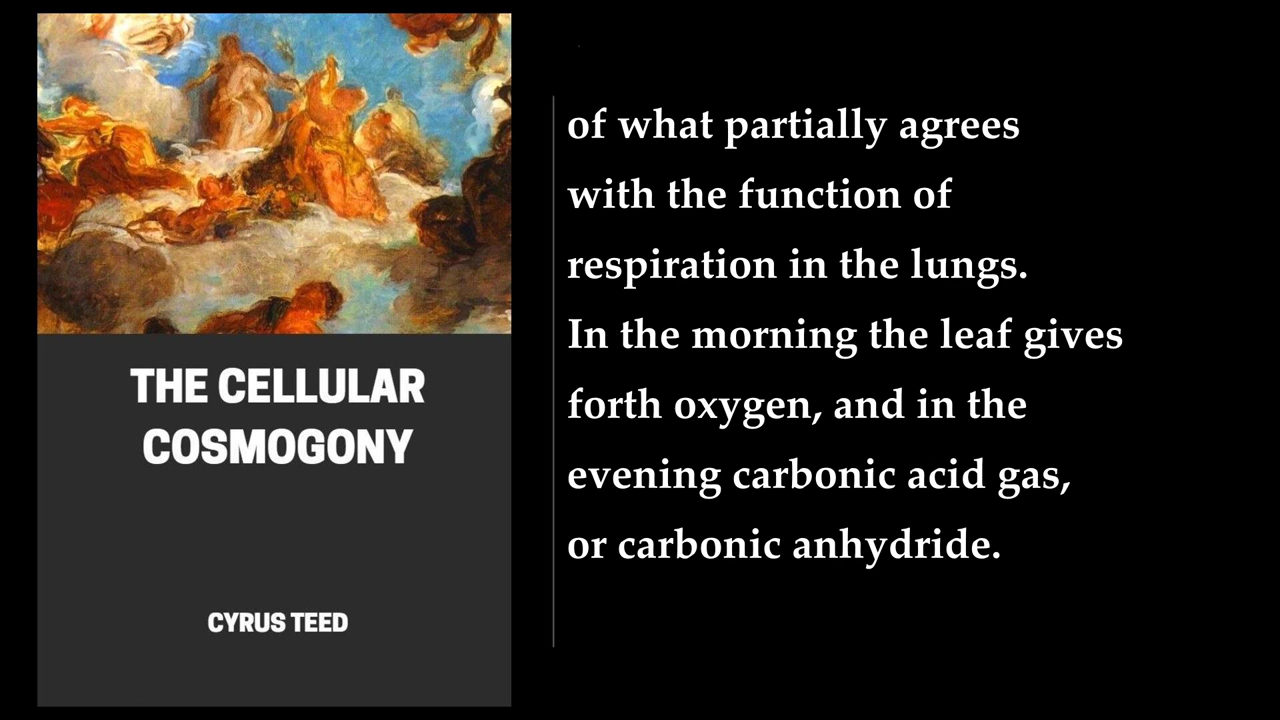 THE CELLULAR
COSMOGONY
CYRUS TEED
of what partially agrees
with the function of
respiration in the lungs.
In the morning the leaf gives
forth oxygen, and in the
evening carbonic acid gas,
or carbonic anhydride.